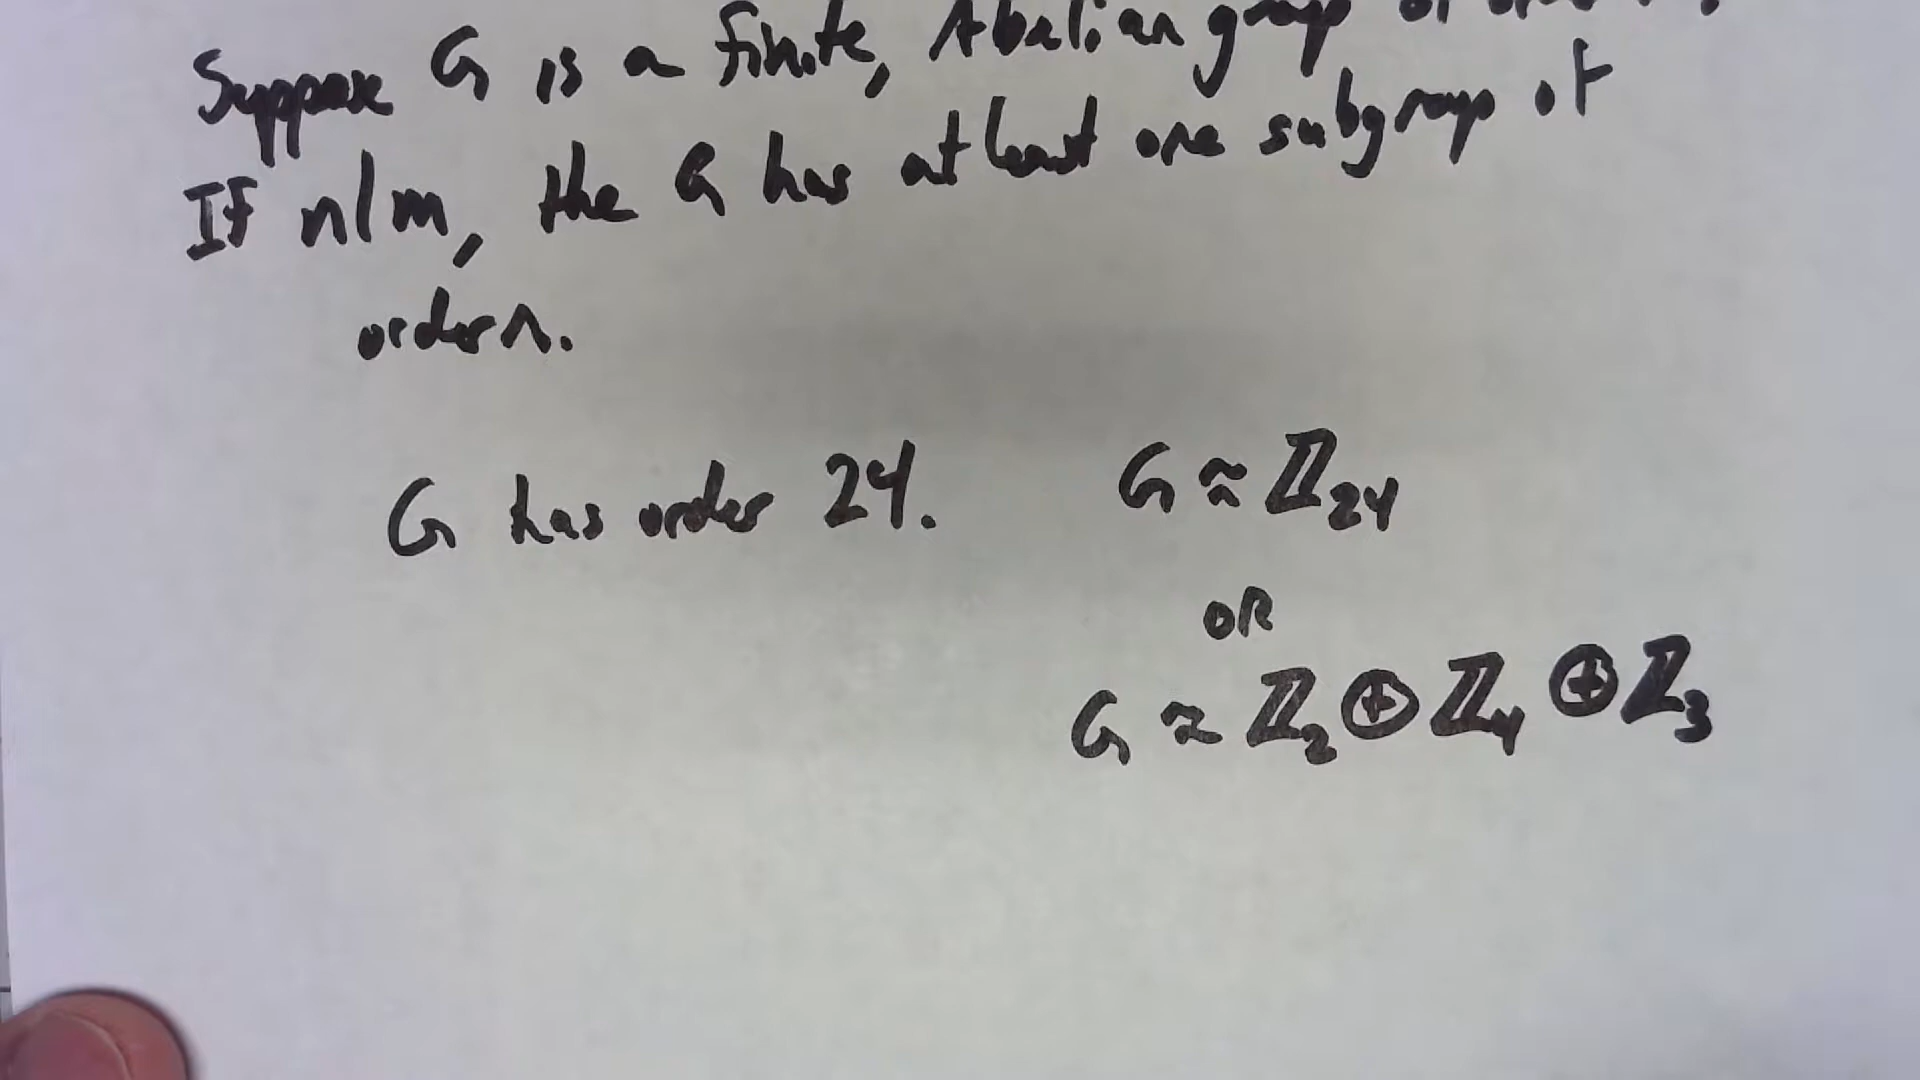 Suppose G is a finite, Abelian group
If n|m, the G has at least one subgroup of
order n.
G has order 24. G ≈ ℤ₂₄
OR
G ≈ ℤ₂ ⊕ ℤ₄ ⊕ ℤ₃